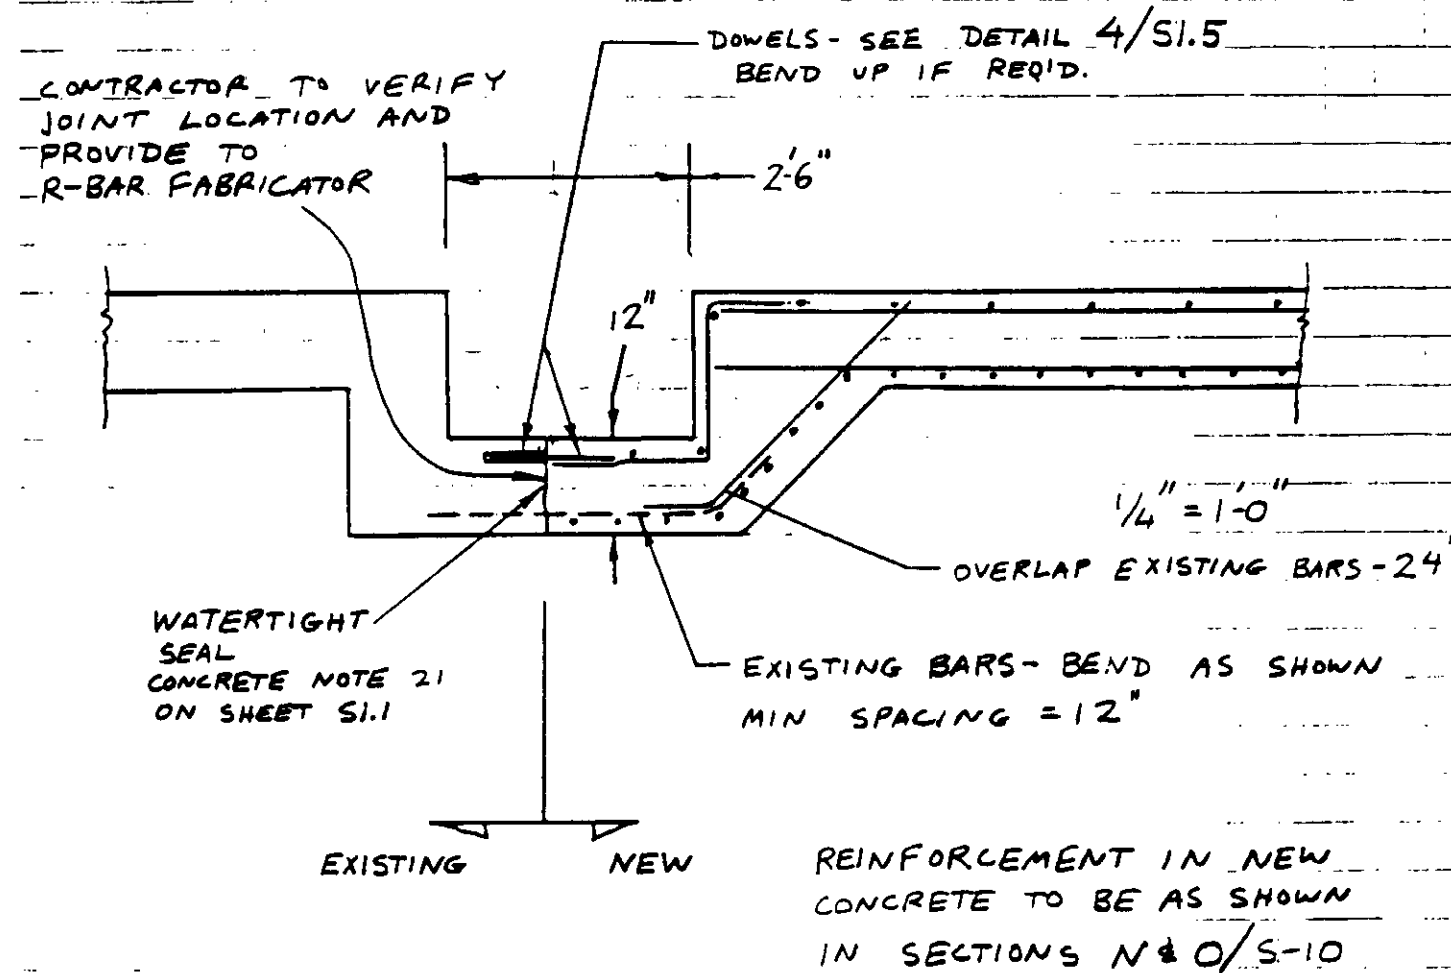 DOWELS - SEE DETAIL 4/S1.5
BEND UP IF REQ'D.
CONTRACTOR TO VERIFY
JOINT LOCATION AND
PROVIDE TO
R-BAR FABRICATOR
2'6"
12"
1/4" = 1'-0"
OVERLAP EXISTING BARS - 24
WATERTIGHT
SEAL
CONCRETE NOTE 21
ON SHEET S1.1
EXISTING BARS - BEND AS SHOWN
MIN SPACING = 12"
EXISTING NEW
REINFORCEMENT IN NEW
CONCRETE TO BE AS SHOWN
IN SECTIONS N & O/S-10